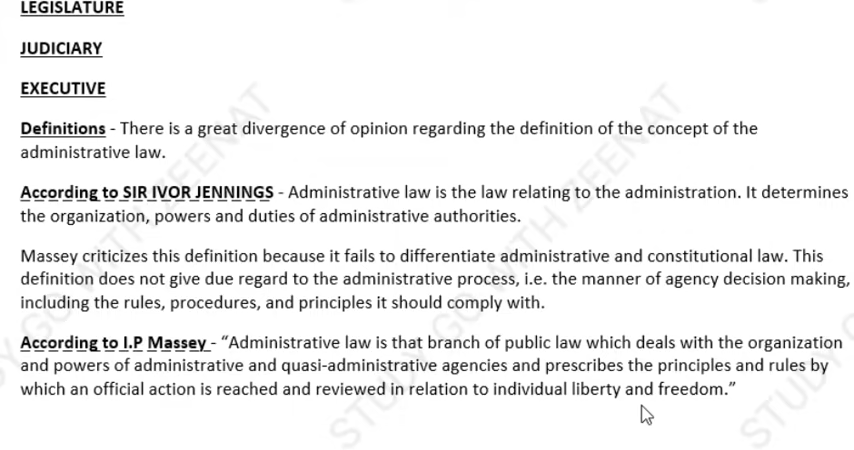 LEGISLATURE
JUDICIARY
EXECUTIVE
Definitions - There is a great divergence of opinion regarding the definition of the concept of the
administrative law.
According to SIR IVOR JENNINGS - Administrative law is the law relating to the administration. It determines
the organization, powers and duties of administrative authorities.
Massey criticizes this definition because it fails to differentiate administrative and constitutional law. This
definition does not give due regard to the administrative process, i.e. the manner of agency decision making,
including the rules, procedures, and principles it should comply with.
According to I.P Massey - “Administrative law is that branch of public law which deals with the organization
and powers of administrative and quasi-administrative agencies and prescribes the principles and rules by
which an official action is reached and reviewed in relation to individual liberty and freedom.”
STUDY GO WITH ZEENAT